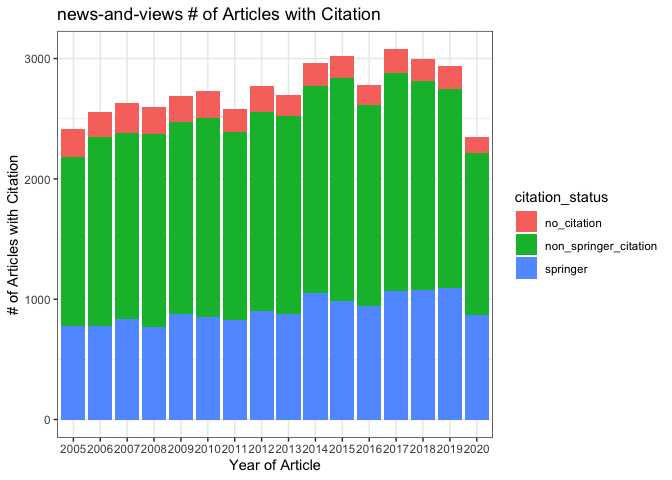 news-and-views # of Articles with Citation
# of Articles with Citation
3000
2000
1000
0
2005 2006 2007 2008 2009 2010 2011 2012 2013 2014 2015 2016 2017 2018 2019 2020
Year of Article
citation_status
no_citation
non_springer_citation
springer